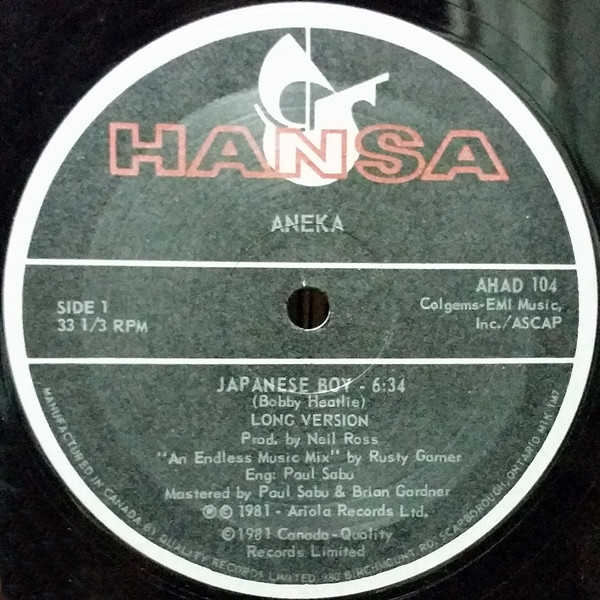 HANSA
ANEKA
SIDE 1
33 1/3 RPM
AHAD 104
Colgems-EMI Music,
Inc./ASCAP
JAPANESE BOY - 6:34
(Bobby Heatlie)
LONG VERSION
Prod. by Neil Ross
"An Endless Music Mix" by Rusty Garner
Eng: Paul Sabu
Mastered by Paul Sabu & Brian Gardner
℗© 1981 - Ariola Records Ltd.
©1981 Canada-Quality
Records Limited
MANUFACTURED IN CANADA BY QUALITY RECORDS LIMITED 380 BIRCHMOUNT RD. SCARBOROUGH, ONTARIO M1K 1M7